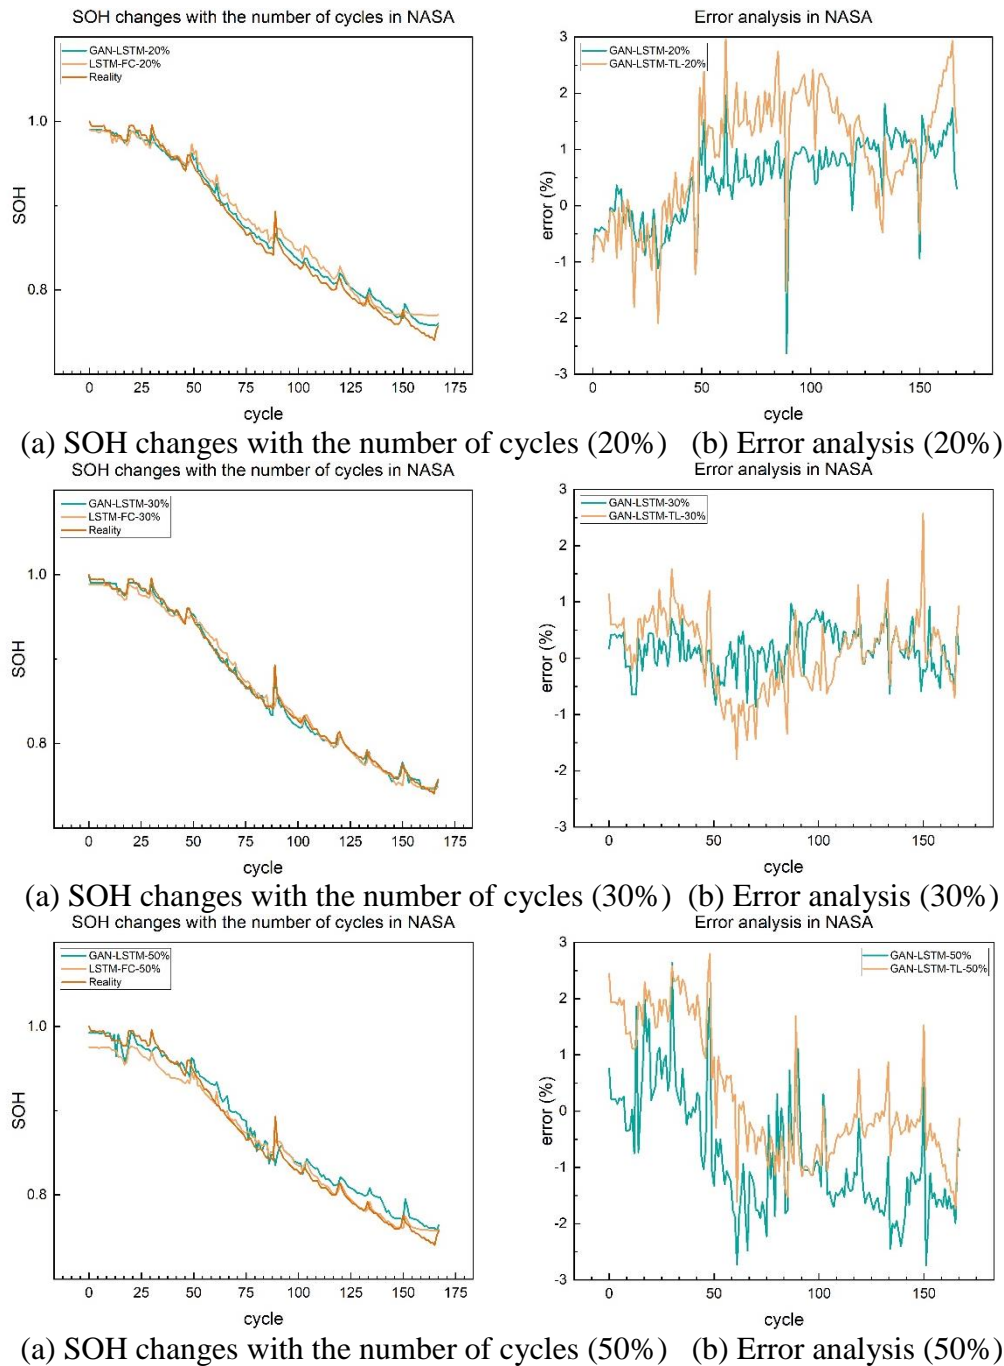 SOH changes with the number of cycles in NASA
GAN-LSTM-20%
LSTM-FC-20%
Reality
1.0
0.8
SOH
0 25 50 75 100 125 150 175
cycle
Error analysis in NASA
GAN-LSTM-20%
GAN-LSTM-TL-20%
3
2
1
0
-1
-2
-3
error (%)
0 50 100 150
cycle
(a) SOH changes with the number of cycles (20%) (b) Error analysis (20%)
SOH changes with the number of cycles in NASA
GAN-LSTM-30%
LSTM-FC-30%
Reality
1.0
0.8
SOH
0 25 50 75 100 125 150 175
cycle
Error analysis in NASA
GAN-LSTM-30%
GAN-LSTM-TL-30%
3
2
1
0
-1
-2
-3
error (%)
0 50 100 150
cycle
(a) SOH changes with the number of cycles (30%) (b) Error analysis (30%)
SOH changes with the number of cycles in NASA
GAN-LSTM-50%
LSTM-FC-50%
Reality
1.0
0.8
SOH
0 25 50 75 100 125 150 175
cycle
Error analysis in NASA
GAN-LSTM-50%
GAN-LSTM-TL-50%
3
2
1
0
-1
-2
-3
error (%)
0 50 100 150
cycle
(a) SOH changes with the number of cycles (50%) (b) Error analysis (50%)